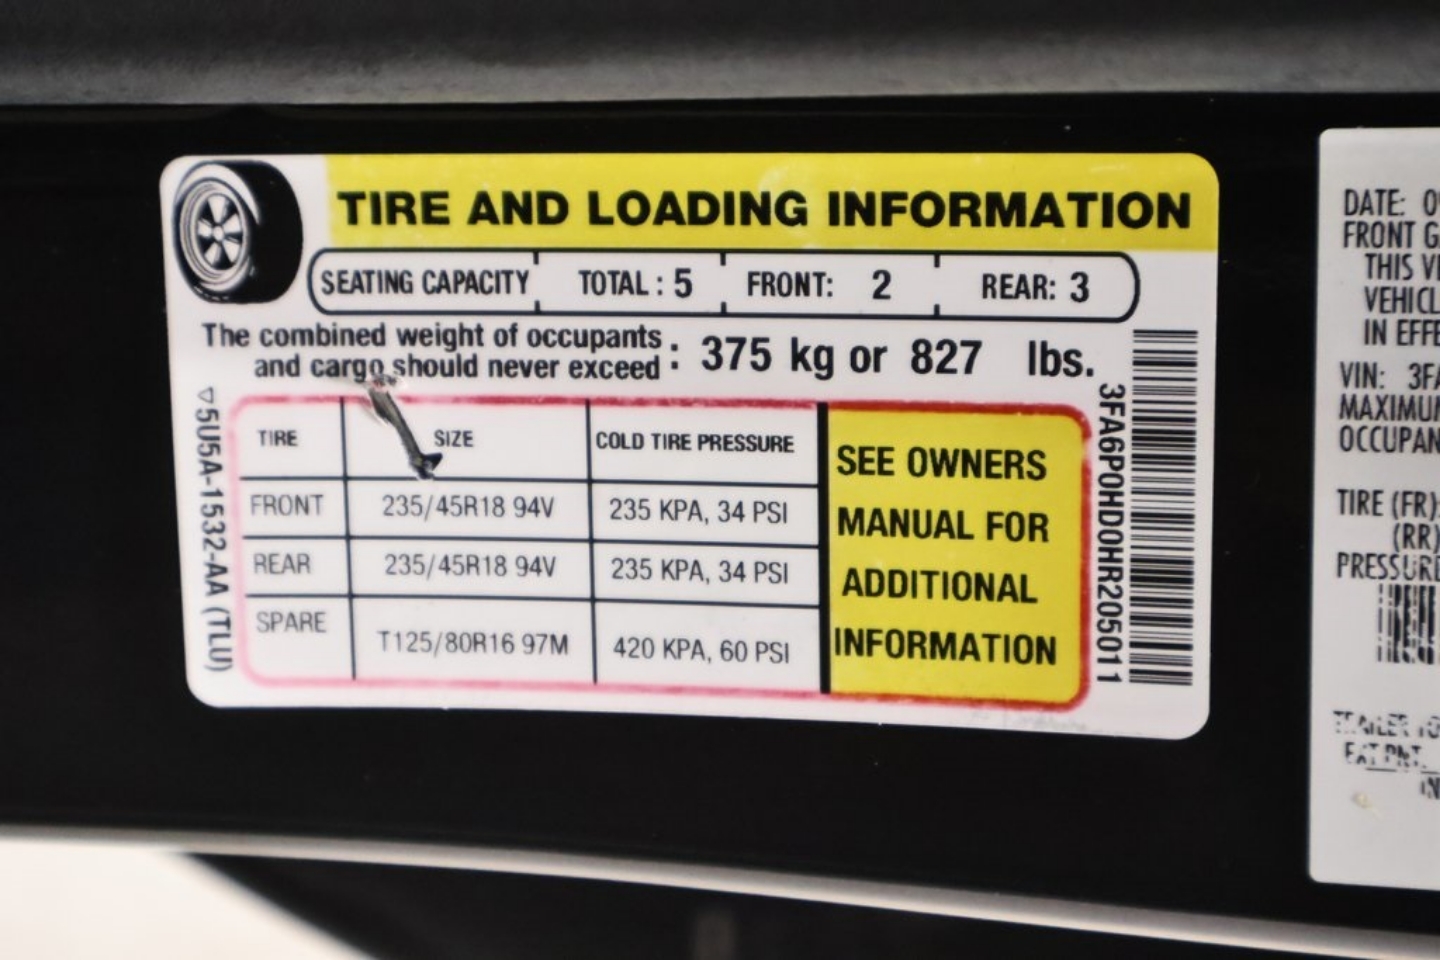 TIRE AND LOADING INFORMATION
SEATING CAPACITY TOTAL : 5 FRONT: 2 REAR: 3
The combined weight of occupants
and cargo should never exceed : 375 kg or 827 lbs.
TIRE SIZE COLD TIRE PRESSURE
FRONT 235/45R18 94V 235 KPA, 34 PSI
REAR 235/45R18 94V 235 KPA, 34 PSI
SPARE T125/80R16 97M 420 KPA, 60 PSI
SEE OWNERS
MANUAL FOR
ADDITIONAL
INFORMATION
5U5A-1532-AA (TLU)
3FA6P0HD0HR205011
DATE: 0
FRONT G
THIS VE
VEHICL
IN EFFE
VIN: 3FA
MAXIMUM
OCCUPAN
TIRE (FR):
(RR)
PRESSURE